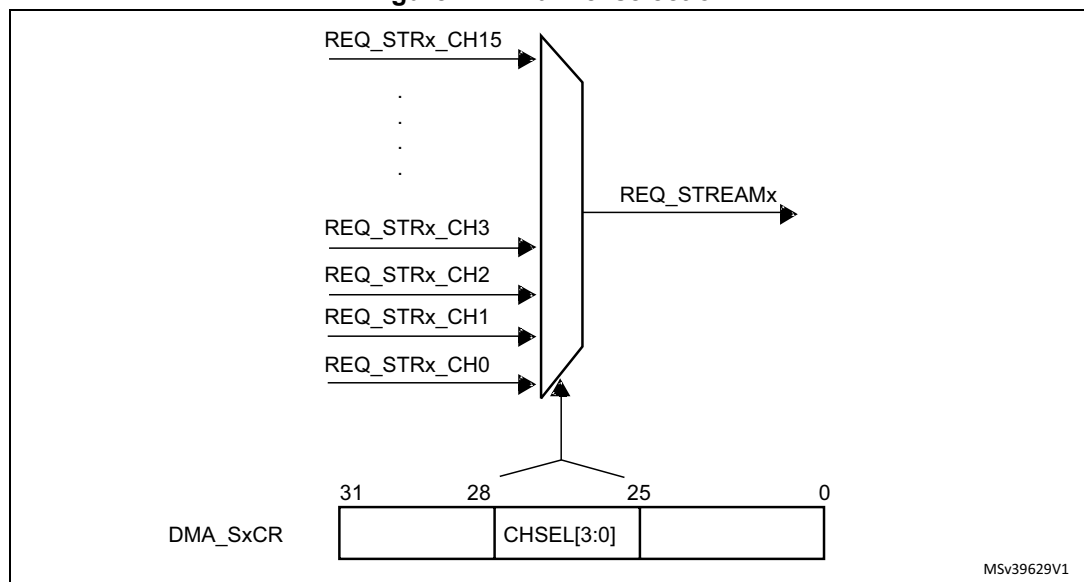 REQ_STRx_CH15
.
.
.
.
REQ_STREAMx
REQ_STRx_CH3
REQ_STRx_CH2
REQ_STRx_CH1
REQ_STRx_CH0
31 28 25 0
DMA_SxCR CHSEL[3:0]
MSv39629V1